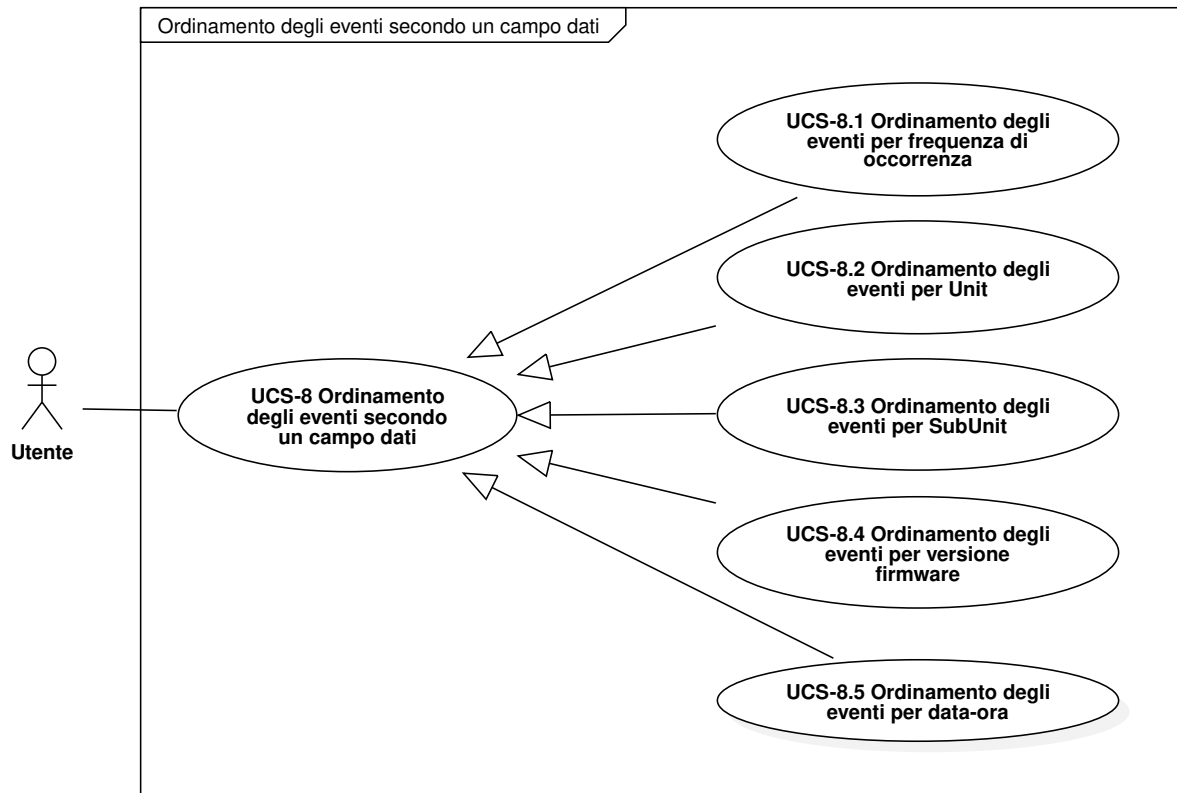 Ordinamento degli eventi secondo un campo dati
UCS-8.1 Ordinamento degli
eventi per frequenza di
occorrenza
UCS-8.2 Ordinamento degli
eventi per Unit
UCS-8 Ordinamento
degli eventi secondo
un campo dati
UCS-8.3 Ordinamento degli
eventi per SubUnit
Utente
UCS-8.4 Ordinamento degli
eventi per versione
firmware
UCS-8.5 Ordinamento degli
eventi per data-ora